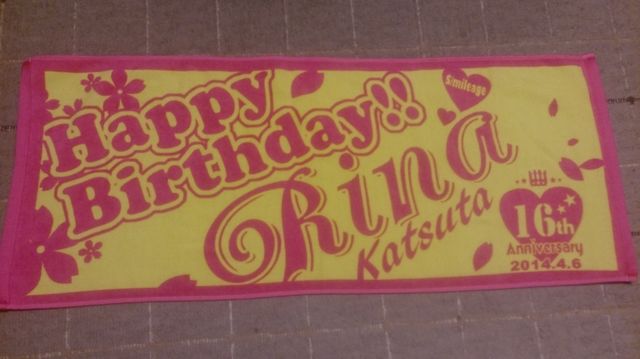 Happy
Birthday!!
S/mileage
Rina
Katsuta
16th
Anniversary
2014.4.6